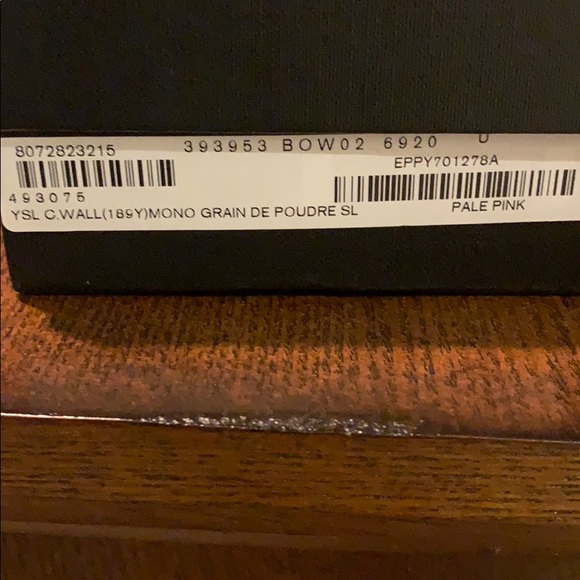 8072823215
393953 BOW02 6920 U
EPPY701278A
493075
YSL C.WALL(189Y)MONO GRAIN DE POUDRE SL
PALE PINK